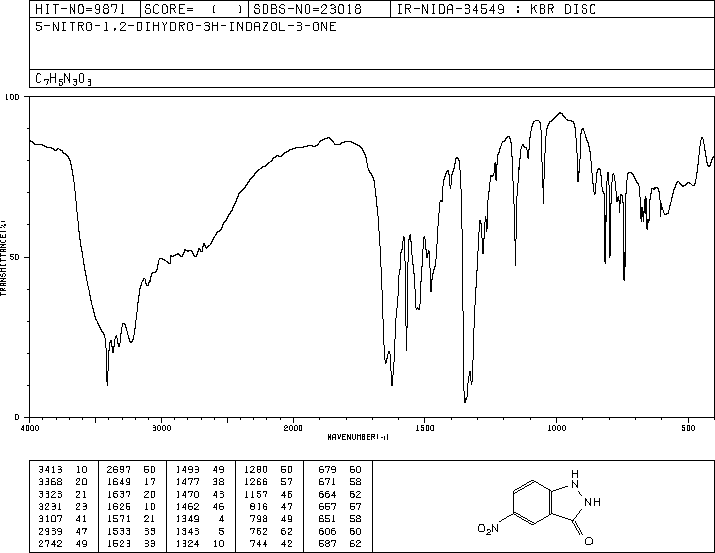 HIT-NO=9871 SCORE= ( ) SDBS-NO=23018 IR-NIDA-34549 : KBR DISC
5-NITRO-1,2-DIHYDRO-3H-INDAZOL-3-ONE
C7H5N3O3
100
50
0
TRANSMITTANCE(%)
4000 3000 2000 1500 1000 500
WAVENUMBER(-1)
3413 10 2697 50 1493 49 1280 50 679 60
3368 20 1649 17 1477 38 1266 57 671 58
3323 21 1637 20 1470 45 1157 46 664 62
3231 23 1626 10 1462 46 816 47 657 57
3107 41 1571 21 1349 4 798 49 651 58
2939 47 1533 33 1345 5 762 62 606 60
2742 49 1523 33 1324 10 744 42 587 62
H
N
NH
O2N
O